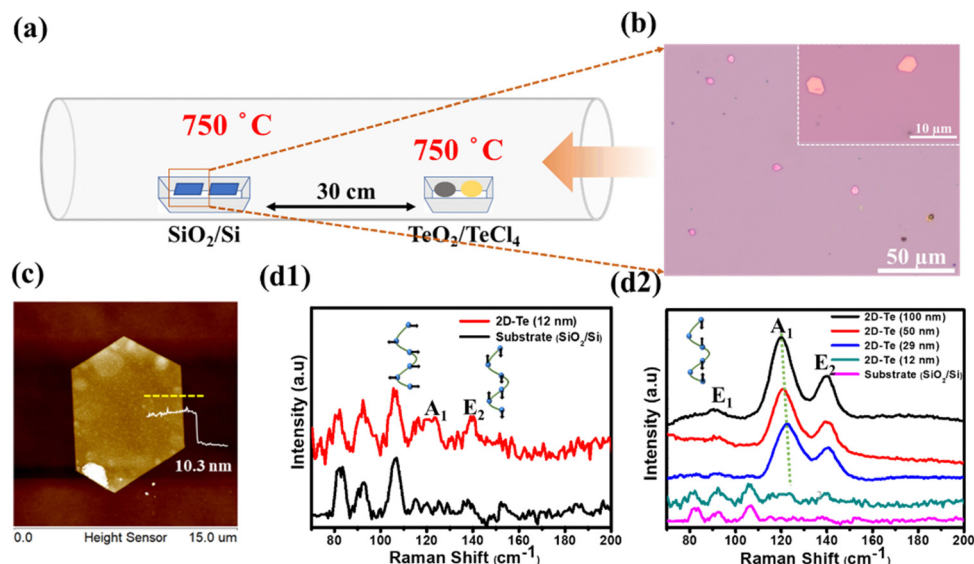 (a)
750 °C
750 °C
30 cm
SiO2/Si
TeO2/TeCl4
(b)
10 µm
50 µm
(c)
10.3 nm
0.0 Height Sensor 15.0 um
(d1)
2D-Te (12 nm)
Substrate (SiO2/Si)
A1
E2
Intensity (a.u)
80 100 120 140 160 180 200
Raman Shift (cm-1)
(d2)
2D-Te (100 nm)
2D-Te (50 nm)
2D-Te (29 nm)
2D-Te (12 nm)
Substrate (SiO2/Si)
E1
A1
E2
Intensity (a.u)
80 100 120 140 160 180 200
Raman Shift (cm-1)